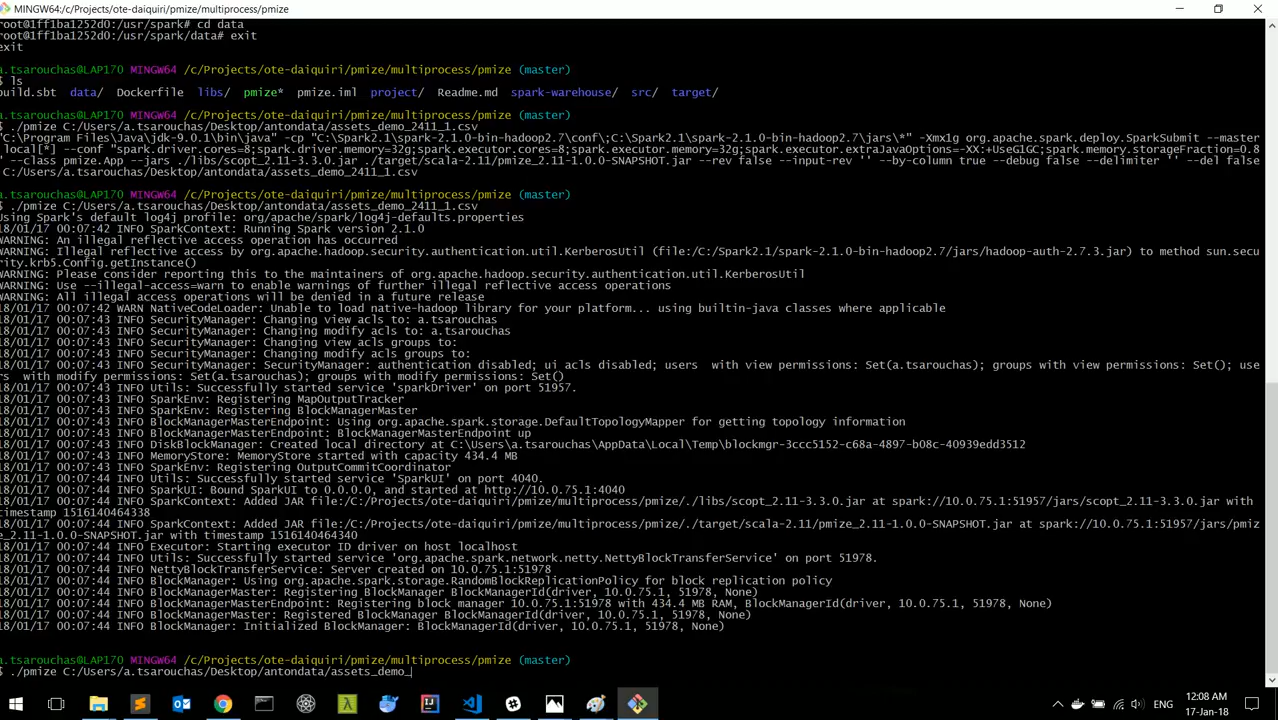 MINGW64:/c/Projects/ote-daiquiri/pmize/multiprocess/pmize
root@1ff1ba1252d0:/usr/spark# cd data
root@1ff1ba1252d0:/usr/spark/data# exit
exit
a.tsarouchas@LAP170 MINGW64 /c/Projects/ote-daiquiri/pmize/multiprocess/pmize (master)
$ ls
build.sbt data/ Dockerfile libs/ pmize* pmize.iml project/ Readme.md spark-warehouse/ src/ target/
a.tsarouchas@LAP170 MINGW64 /c/Projects/ote-daiquiri/pmize/multiprocess/pmize (master)
$ ./pmize C:/Users/a.tsarouchas/Desktop/antondata/assets_demo_2411_1.csv
"C:\Program Files\Java\jdk-9.0.1\bin\java" -cp "C:\Spark2.1\spark-2.1.0-bin-hadoop2.7\conf\;C:\Spark2.1\spark-2.1.0-bin-hadoop2.7\jars\*" -Xmx1g org.apache.spark.deploy.SparkSubmit --master
local[*] --conf "spark.driver.cores=8;spark.driver.memory=32g;spark.executor.cores=8;spark.executor.memory=32g;spark.executor.extraJavaOptions=-XX:+UseG1GC;spark.memory.storageFraction=0.8
" --class pmize.App --jars ./libs/scopt_2.11-3.3.0.jar ./target/scala-2.11/pmize_2.11-1.0.0-SNAPSHOT.jar --rev false --input-rev '' --by-column true --debug false --delimiter '' --del false
C:/Users/a.tsarouchas/Desktop/antondata/assets_demo_2411_1.csv
a.tsarouchas@LAP170 MINGW64 /c/Projects/ote-daiquiri/pmize/multiprocess/pmize (master)
$ ./pmize C:/Users/a.tsarouchas/Desktop/antondata/assets_demo_2411_1.csv
Using Spark's default log4j profile: org/apache/spark/log4j-defaults.properties
18/01/17 00:07:42 INFO SparkContext: Running Spark version 2.1.0
WARNING: An illegal reflective access operation has occurred
WARNING: Illegal reflective access by org.apache.hadoop.security.authentication.util.KerberosUtil (file:/C:/Spark2.1/spark-2.1.0-bin-hadoop2.7/jars/hadoop-auth-2.7.3.jar) to method sun.secu
rity.krb5.Config.getInstance()
WARNING: Please consider reporting this to the maintainers of org.apache.hadoop.security.authentication.util.KerberosUtil
WARNING: Use --illegal-access=warn to enable warnings of further illegal reflective access operations
WARNING: All illegal access operations will be denied in a future release
18/01/17 00:07:42 WARN NativeCodeLoader: Unable to load native-hadoop library for your platform... using builtin-java classes where applicable
18/01/17 00:07:43 INFO SecurityManager: Changing view acls to: a.tsarouchas
18/01/17 00:07:43 INFO SecurityManager: Changing modify acls to: a.tsarouchas
18/01/17 00:07:43 INFO SecurityManager: Changing view acls groups to:
18/01/17 00:07:43 INFO SecurityManager: Changing modify acls groups to:
18/01/17 00:07:43 INFO SecurityManager: SecurityManager: authentication disabled; ui acls disabled; users  with view permissions: Set(a.tsarouchas); groups with view permissions: Set(); use
rs  with modify permissions: Set(a.tsarouchas); groups with modify permissions: Set()
18/01/17 00:07:43 INFO Utils: Successfully started service 'sparkDriver' on port 51957.
18/01/17 00:07:43 INFO SparkEnv: Registering MapOutputTracker
18/01/17 00:07:43 INFO SparkEnv: Registering BlockManagerMaster
18/01/17 00:07:43 INFO BlockManagerMasterEndpoint: Using org.apache.spark.storage.DefaultTopologyMapper for getting topology information
18/01/17 00:07:43 INFO BlockManagerMasterEndpoint: BlockManagerMasterEndpoint up
18/01/17 00:07:43 INFO DiskBlockManager: Created local directory at C:\Users\a.tsarouchas\AppData\Local\Temp\blockmgr-3ccc5152-c68a-4897-b08c-40939edd3512
18/01/17 00:07:43 INFO MemoryStore: MemoryStore started with capacity 434.4 MB
18/01/17 00:07:44 INFO SparkEnv: Registering OutputCommitCoordinator
18/01/17 00:07:44 INFO Utils: Successfully started service 'SparkUI' on port 4040.
18/01/17 00:07:44 INFO SparkUI: Bound SparkUI to 0.0.0.0, and started at http://10.0.75.1:4040
18/01/17 00:07:44 INFO SparkContext: Added JAR file:/C:/Projects/ote-daiquiri/pmize/multiprocess/pmize/./libs/scopt_2.11-3.3.0.jar at spark://10.0.75.1:51957/jars/scopt_2.11-3.3.0.jar with
timestamp 1516140464338
18/01/17 00:07:44 INFO SparkContext: Added JAR file:/C:/Projects/ote-daiquiri/pmize/multiprocess/pmize/./target/scala-2.11/pmize_2.11-1.0.0-SNAPSHOT.jar at spark://10.0.75.1:51957/jars/pmiz
e_2.11-1.0.0-SNAPSHOT.jar with timestamp 1516140464340
18/01/17 00:07:44 INFO Executor: Starting executor ID driver on host localhost
18/01/17 00:07:44 INFO Utils: Successfully started service 'org.apache.spark.network.netty.NettyBlockTransferService' on port 51978.
18/01/17 00:07:44 INFO NettyBlockTransferService: Server created on 10.0.75.1:51978
18/01/17 00:07:44 INFO BlockManager: Using org.apache.spark.storage.RandomBlockReplicationPolicy for block replication policy
18/01/17 00:07:44 INFO BlockManagerMaster: Registering BlockManager BlockManagerId(driver, 10.0.75.1, 51978, None)
18/01/17 00:07:44 INFO BlockManagerMasterEndpoint: Registering block manager 10.0.75.1:51978 with 434.4 MB RAM, BlockManagerId(driver, 10.0.75.1, 51978, None)
18/01/17 00:07:44 INFO BlockManagerMaster: Registered BlockManager BlockManagerId(driver, 10.0.75.1, 51978, None)
18/01/17 00:07:44 INFO BlockManager: Initialized BlockManager: BlockManagerId(driver, 10.0.75.1, 51978, None)
a.tsarouchas@LAP170 MINGW64 /c/Projects/ote-daiquiri/pmize/multiprocess/pmize (master)
$ ./pmize C:/Users/a.tsarouchas/Desktop/antondata/assets_demo_
ENG
12:08 AM
17-Jan-18